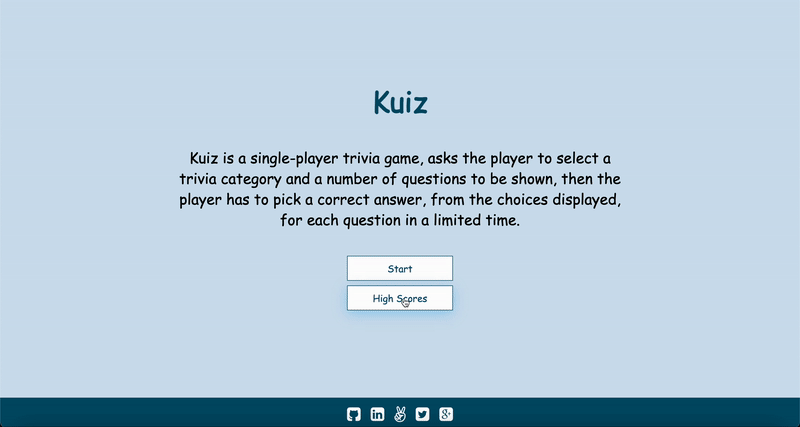 Kuiz
Kuiz is a single-player trivia game, asks the player to select a
trivia category and a number of questions to be shown, then the
player has to pick a correct answer, from the choices displayed,
for each question in a limited time.
Start
High Scores